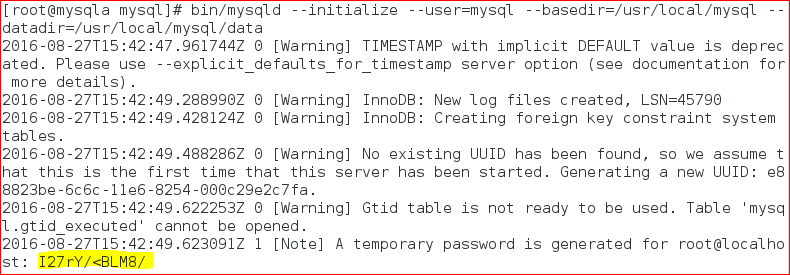 [root@mysqla mysql]# bin/mysqld --initialize --user=mysql --basedir=/usr/local/mysql --
datadir=/usr/local/mysql/data
2016-08-27T15:42:47.961744Z 0 [Warning] TIMESTAMP with implicit DEFAULT value is deprec
ated. Please use --explicit_defaults_for_timestamp server option (see documentation for
 more details).
2016-08-27T15:42:49.288990Z 0 [Warning] InnoDB: New log files created, LSN=45790
2016-08-27T15:42:49.428124Z 0 [Warning] InnoDB: Creating foreign key constraint system
tables.
2016-08-27T15:42:49.488286Z 0 [Warning] No existing UUID has been found, so we assume t
hat this is the first time that this server has been started. Generating a new UUID: e8
8823be-6c6c-11e6-8254-000c29e2c7fa.
2016-08-27T15:42:49.622253Z 0 [Warning] Gtid table is not ready to be used. Table 'mysq
l.gtid_executed' cannot be opened.
2016-08-27T15:42:49.623091Z 1 [Note] A temporary password is generated for root@localho
st: I27rY/<BLM8/